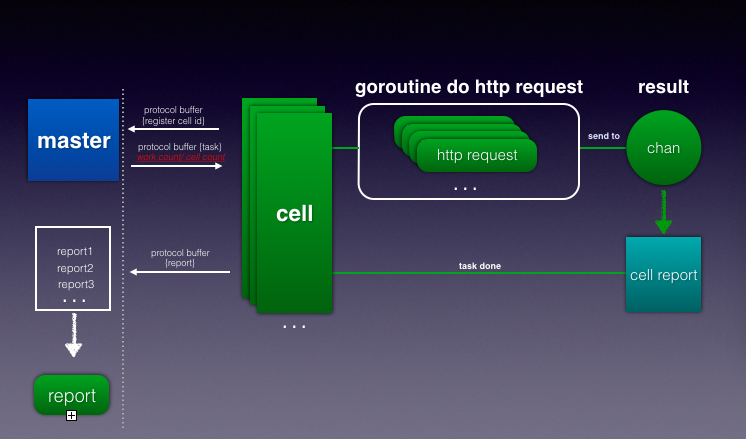 goroutine do http request
result
master
protocol buffer
{register cell id}
protocol buffer {task}
work count/ cell count
cell
. . .
http request
. . .
send to
chan
report1
report2
report3
. . .
protocol buffer
{report}
task done
cell report
report